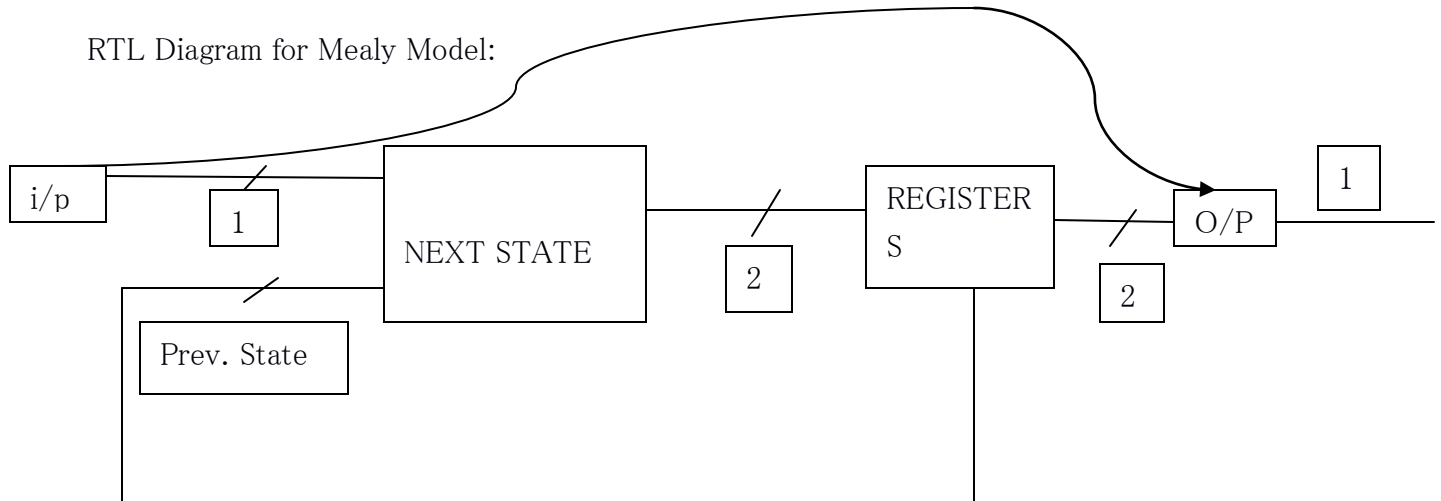 RTL Diagram for Mealy Model:
i/p
1
NEXT STATE
Prev. State
2
REGISTER
S
2
O/P
1